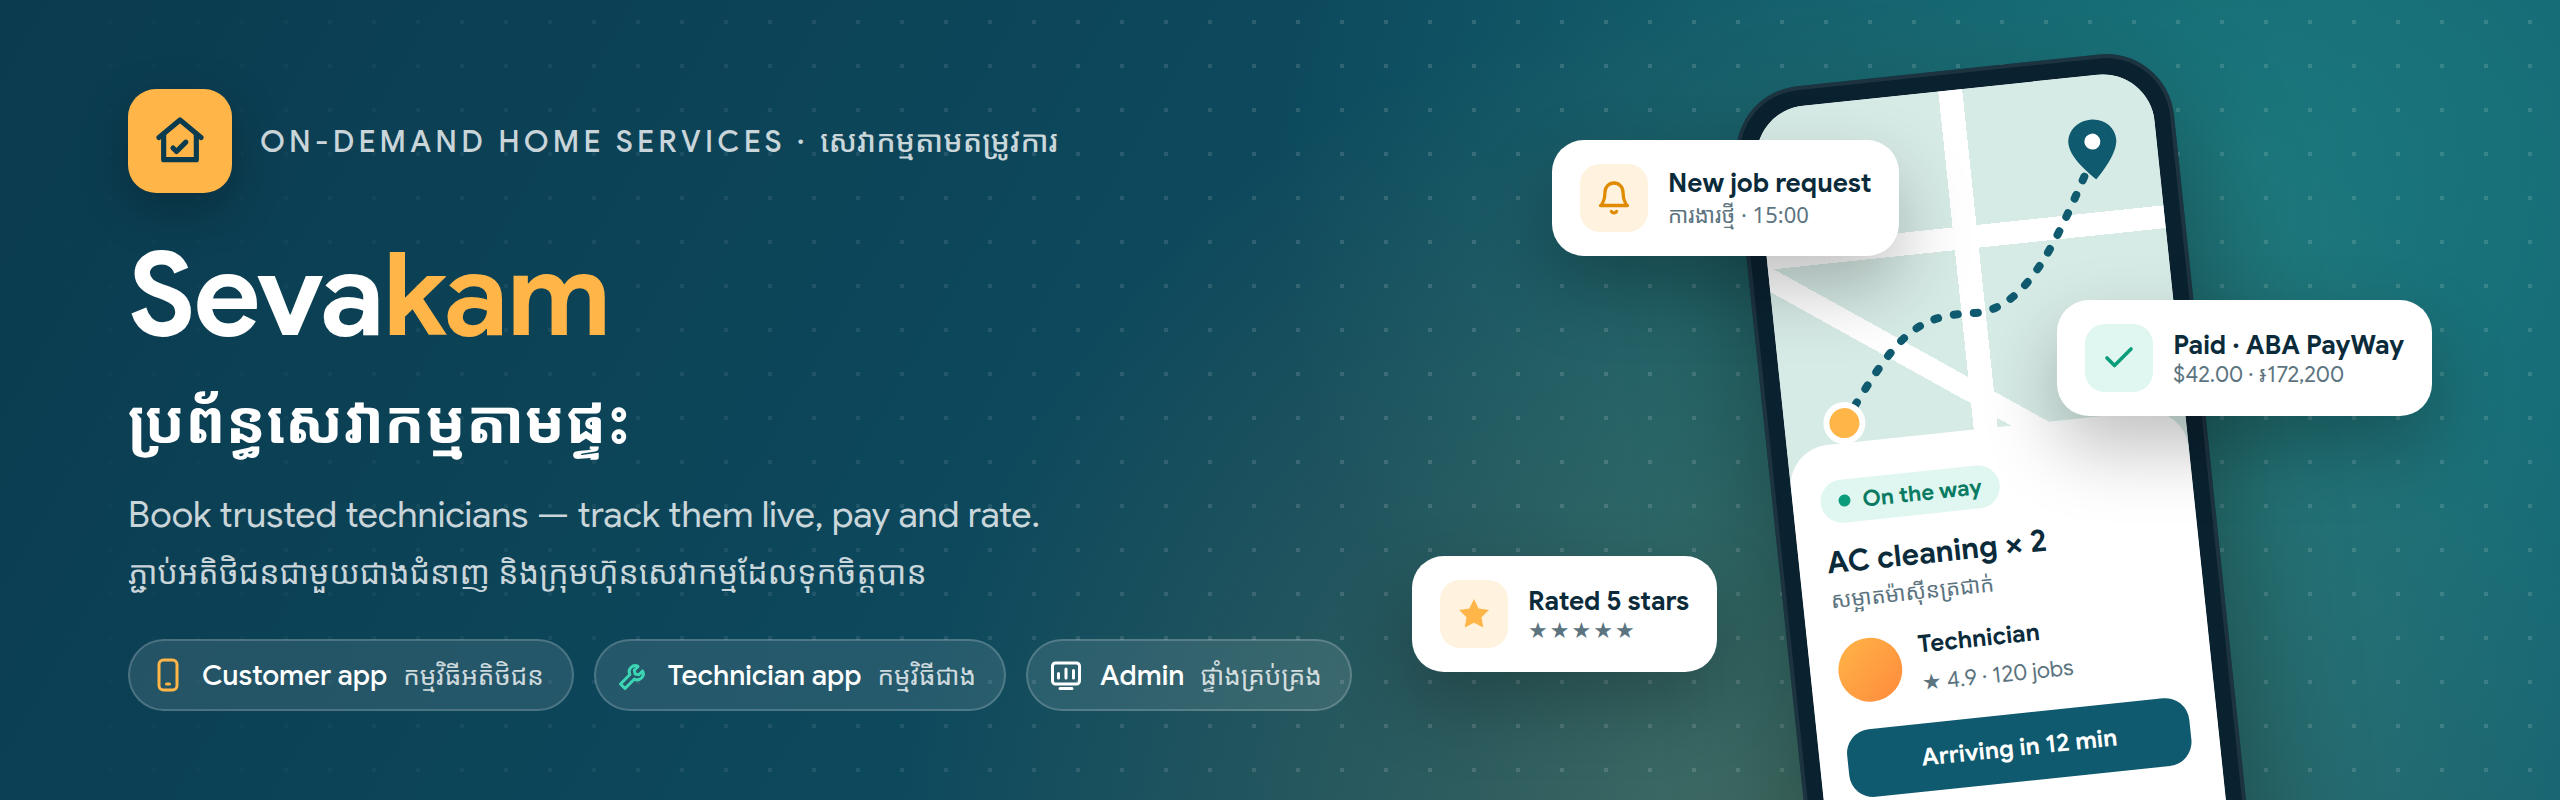 ON-DEMAND HOME SERVICES · សេវាកម្មតាមតម្រូវការ
Sevakam
ប្រព័ន្ធសេវាកម្មតាមផ្ទះ
Book trusted technicians — track them live, pay and rate.
ភ្ជាប់អតិថិជនជាមួយជាងជំនាញ និងក្រុមហ៊ុនសេវាកម្មដែលទុកចិត្តបាន
Customer app កម្មវិធីអតិថិជន
Technician app កម្មវិធីជាង
Admin ផ្ទាំងគ្រប់គ្រង
New job request
ការងារថ្មី · 15:00
Paid · ABA PayWay
$42.00 · ៛172,200
Rated 5 stars
★★★★★
On the way
AC cleaning × 2
សម្អាតម៉ាស៊ីនត្រជាក់
Technician
★ 4.9 · 120 jobs
Arriving in 12 min